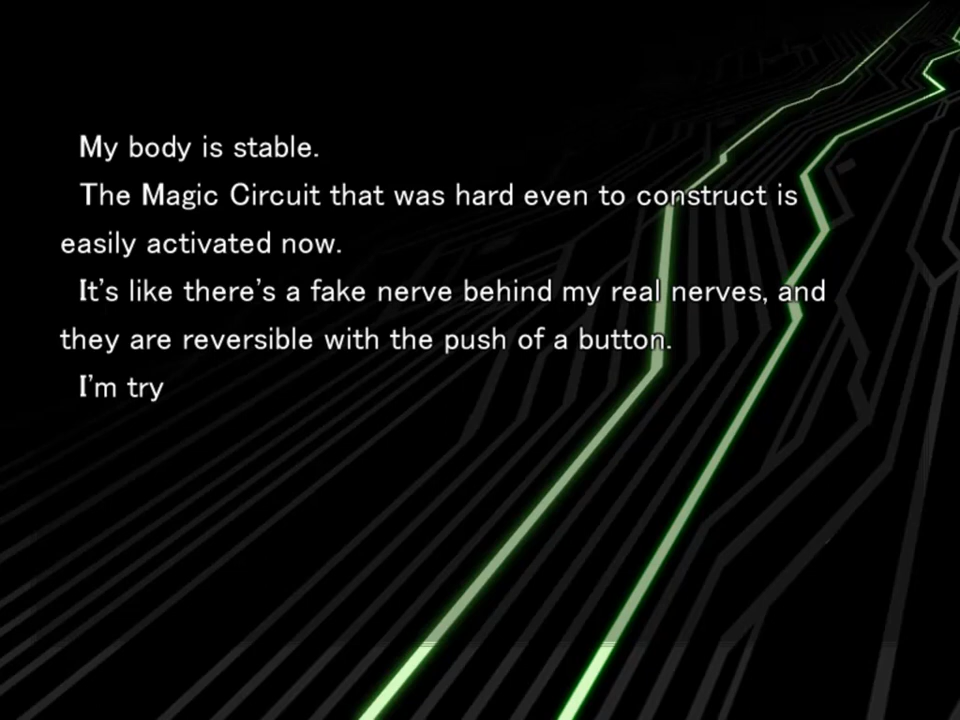 My body is stable.
The Magic Circuit that was hard even to construct is
easily activated now.
It's like there's a fake nerve behind my real nerves, and
they are reversible with the push of a button.
I'm try